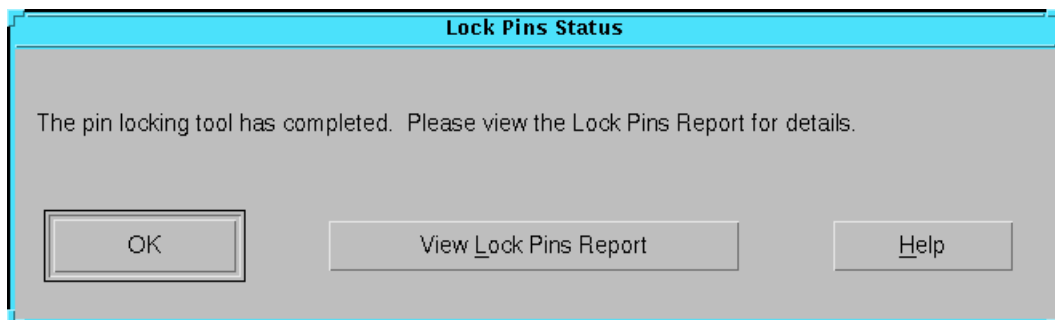 Lock Pins Status
The pin locking tool has completed.  Please view the Lock Pins Report for details.
OK
View Lock Pins Report
Help